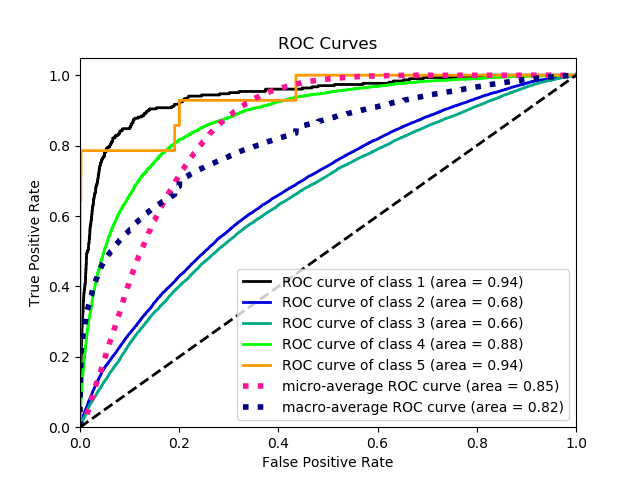 ROC Curves
True Positive Rate
1.0
0.8
0.6
0.4
0.2
0.0
ROC curve of class 1 (area = 0.94)
ROC curve of class 2 (area = 0.68)
ROC curve of class 3 (area = 0.66)
ROC curve of class 4 (area = 0.88)
ROC curve of class 5 (area = 0.94)
micro-average ROC curve (area = 0.85)
macro-average ROC curve (area = 0.82)
0.0 0.2 0.4 0.6 0.8 1.0
False Positive Rate